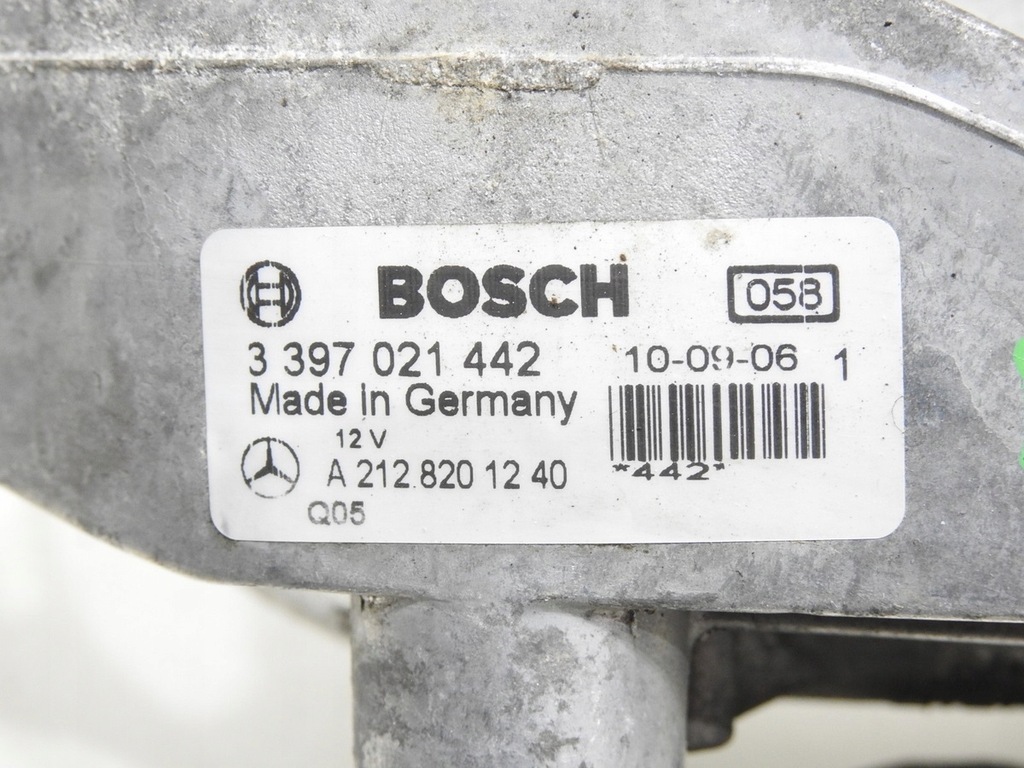 BOSCH 058
3 397 021 442 10-09-06 1
Made in Germany
12 V
A 212 820 12 40 *442*
Q05